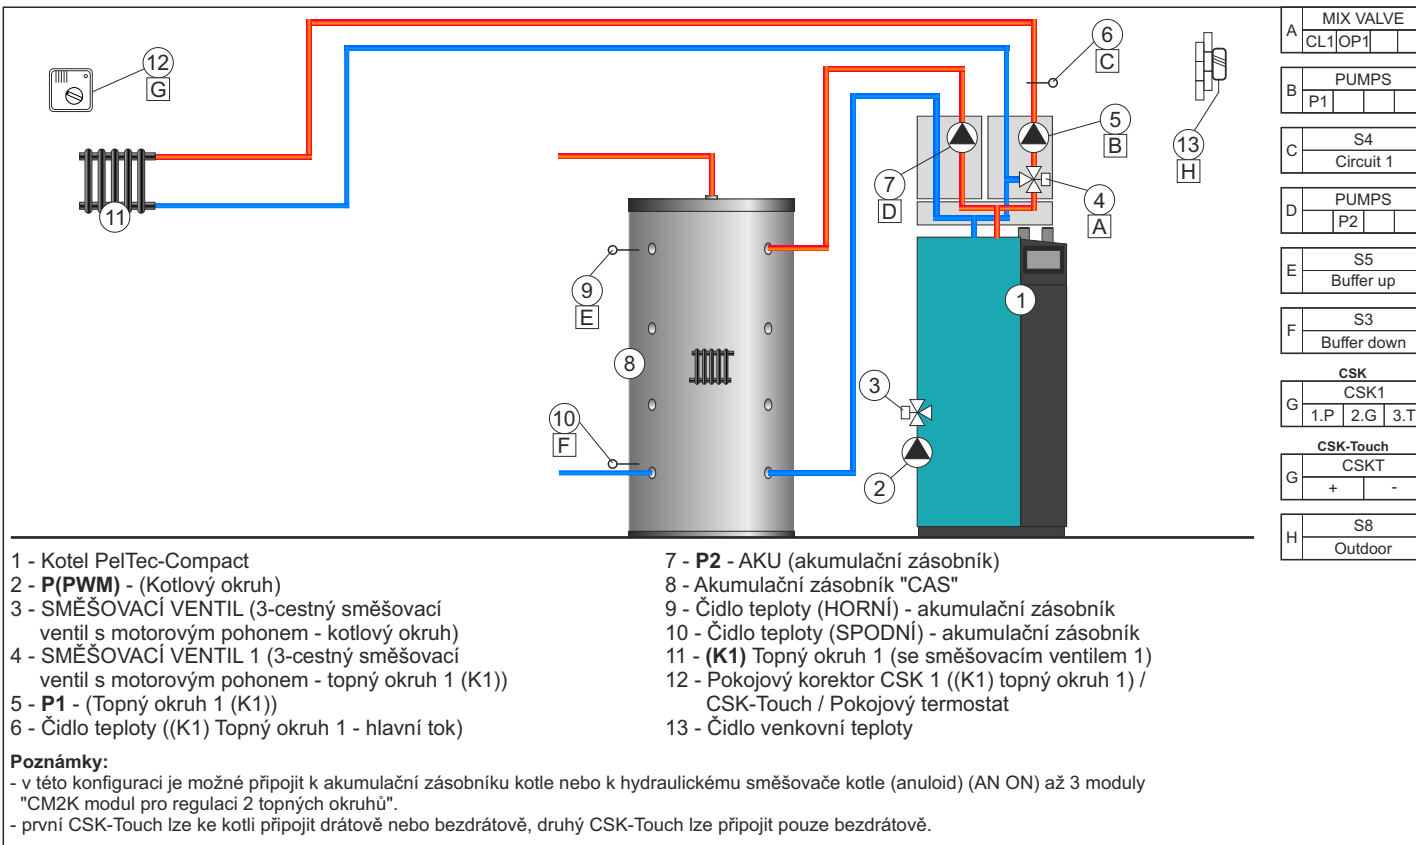 12
G
11
6
C
5
B
7
D
4
A
13
H
9
E
8
10
F
3
2
1
A
MIX VALVE
CL1 OP1
B
PUMPS
P1
C
S4
Circuit 1
D
PUMPS
P2
E
S5
Buffer up
F
S3
Buffer down
CSK
G
CSK1
1.P 2.G 3.T
CSK-Touch
G
CSKT
+ -
H
S8
Outdoor
1 - Kotel PelTec-Compact
2 - P(PWM) - (Kotlový okruh)
3 - SMĚŠOVACÍ VENTIL (3-cestný směšovací
ventil s motorovým pohonem - kotlový okruh)
4 - SMĚŠOVACÍ VENTIL 1 (3-cestný směšovací
ventil s motorovým pohonem - topný okruh 1 (K1))
5 - P1 - (Topný okruh 1 (K1))
6 - Čidlo teploty ((K1) Topný okruh 1 - hlavní tok)
7 - P2 - AKU (akumulační zásobník)
8 - Akumulační zásobník "CAS"
9 - Čidlo teploty (HORNÍ) - akumulační zásobník
10 - Čidlo teploty (SPODNÍ) - akumulační zásobník
11 - (K1) Topný okruh 1 (se směšovacím ventilem 1)
12 - Pokojový korektor CSK 1 ((K1) topný okruh 1) /
CSK-Touch / Pokojový termostat
13 - Čidlo venkovní teploty
Poznámky:
- v této konfiguraci je možné připojit k akumulační zásobníku kotle nebo k hydraulickému směšovače kotle (anuloid) (AN ON) až 3 moduly
"CM2K modul pro regulaci 2 topných okruhů".
- první CSK-Touch lze ke kotli připojit drátově nebo bezdrátově, druhý CSK-Touch lze připojit pouze bezdrátově.